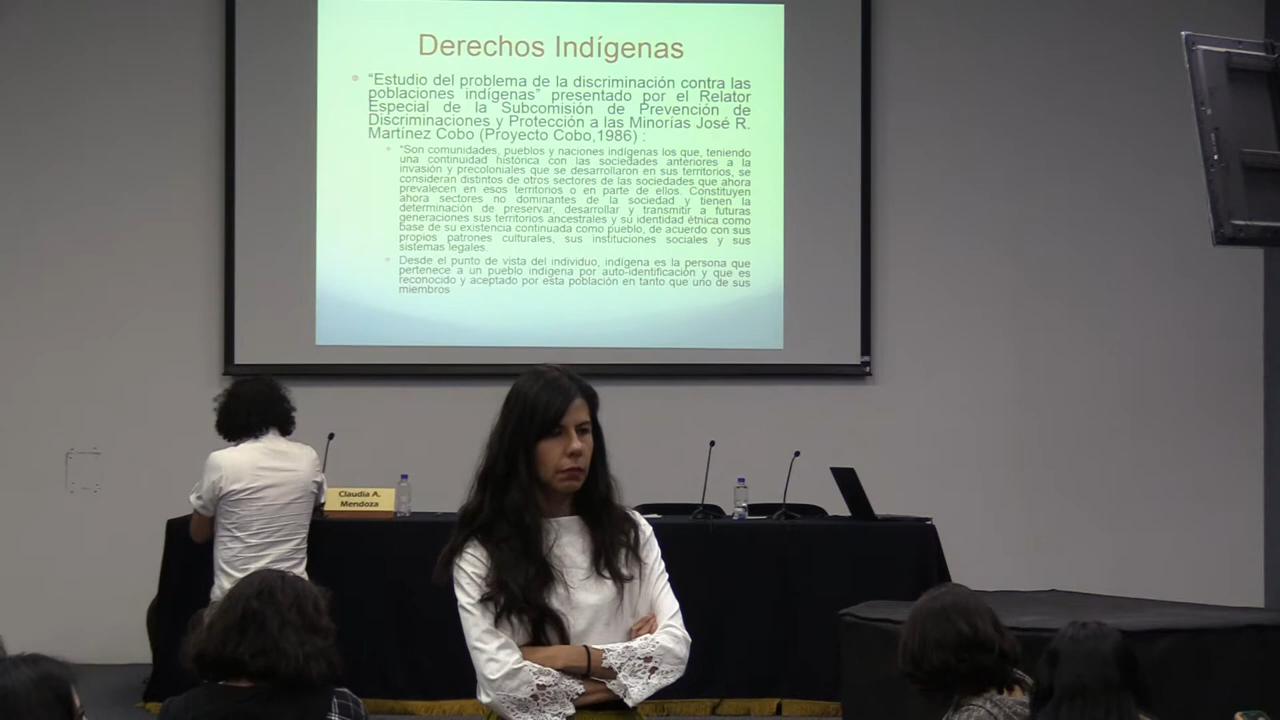 Derechos Indígenas
"Estudio del problema de la discriminación contra las
poblaciones indígenas" presentado por el Relator
Especial de la Subcomisión de Prevención de
Discriminaciones y Protección a las Minorías José R.
Martínez Cobo (Proyecto Cobo,1986) :
"Son comunidades, pueblos y naciones indígenas los que, teniendo
una continuidad histórica con las sociedades anteriores a la
invasión y precoloniales que se desarrollaron en sus territorios, se
consideran distintos de otros sectores de las sociedades que ahora
prevalecen en esos territorios o en parte de ellos. Constituyen
ahora sectores no dominantes de la sociedad y tienen la
determinación de preservar, desarrollar y transmitir a futuras
generaciones sus territorios ancestrales y su identidad étnica como
base de su existencia continuada como pueblo, de acuerdo con sus
propios patrones culturales, sus instituciones sociales y sus
sistemas legales.
Desde el punto de vista del individuo, indígena es la persona que
pertenece a un pueblo indígena por auto-identificación y que es
reconocido y aceptado por esta población en tanto que uno de sus
miembros
Claudia A.
Mendoza